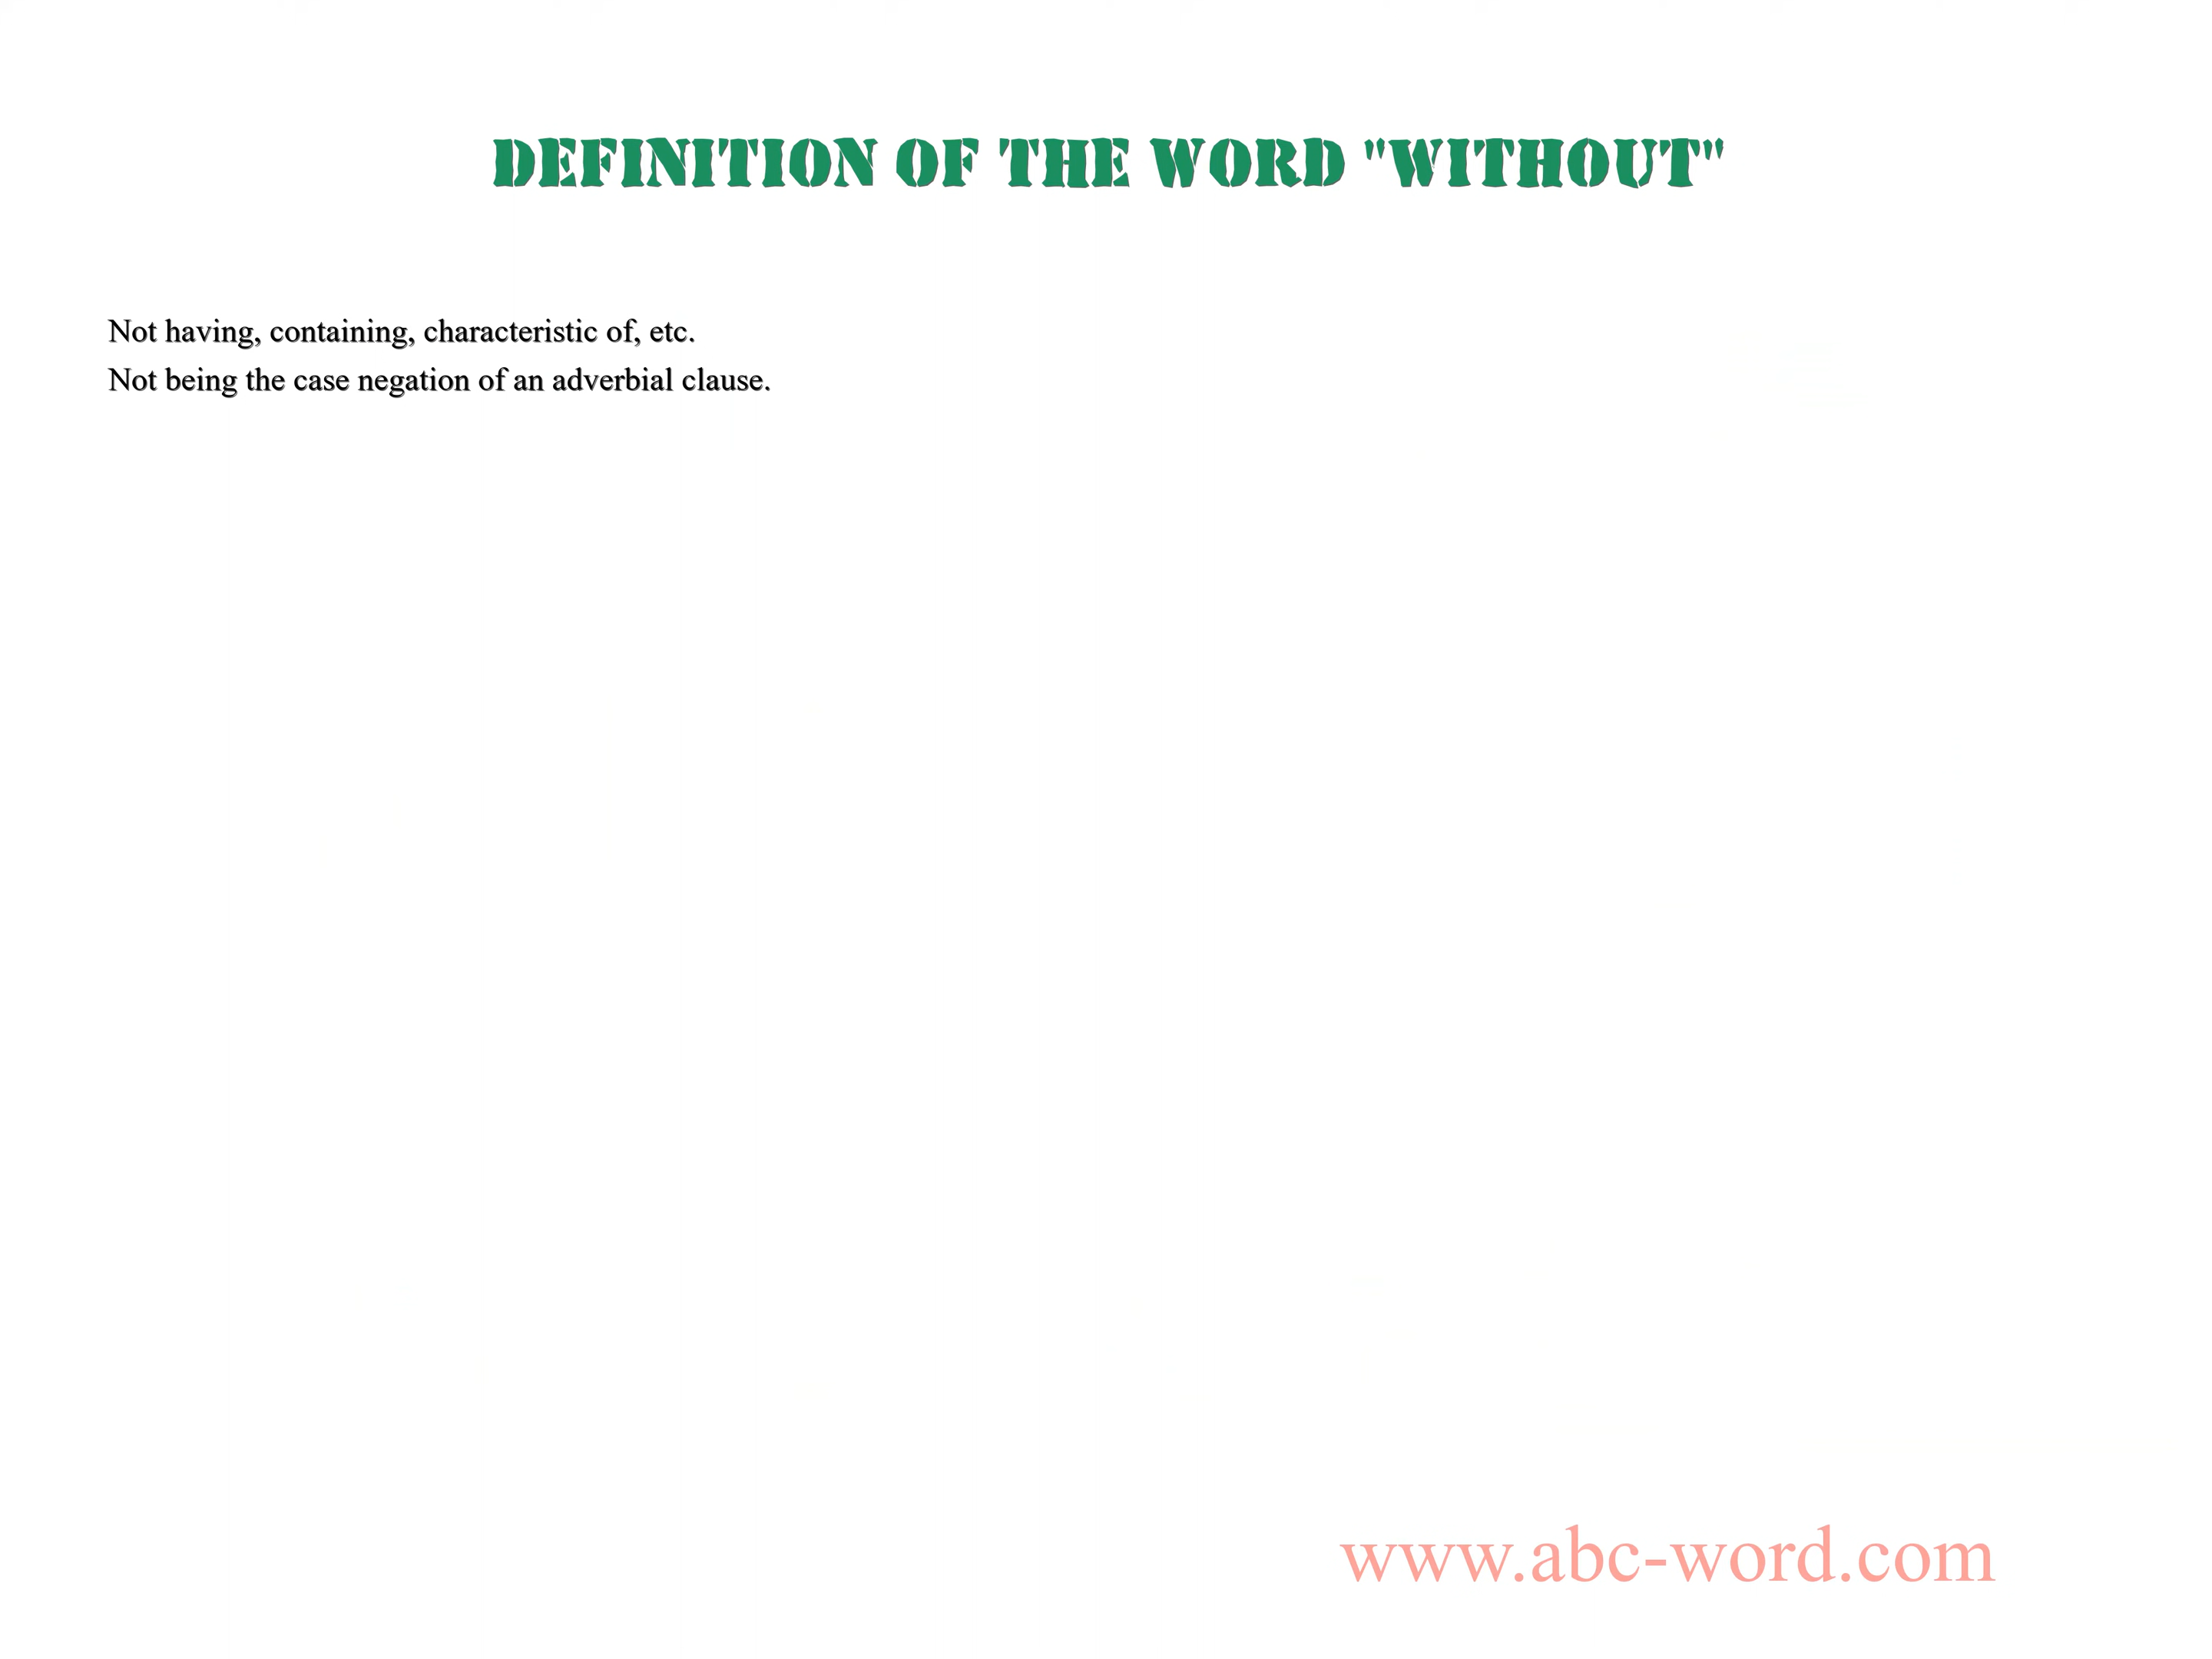 DEFINITION OF THE WORD "WITHOUT"
Not having, containing, characteristic of, etc.
Not being the case negation of an adverbial clause.
www.abc-word.com